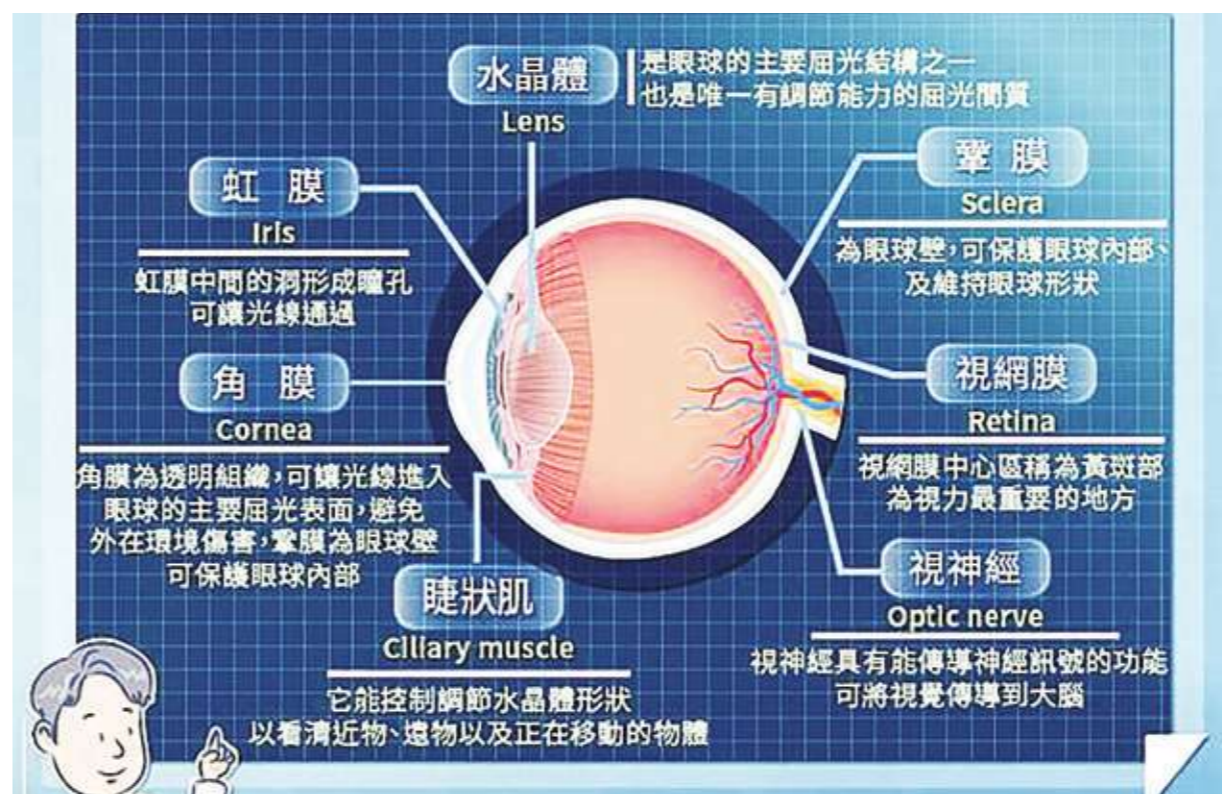 水晶體
Lens
是眼球的主要屈光結構之一
也是唯一有調節能力的屈光間質
虹膜
Iris
虹膜中間的洞形成瞳孔
可讓光線通過
角膜
Cornea
角膜為透明組織,可讓光線進入
眼球的主要屈光表面,避免
外在環境傷害,鞏膜為眼球壁
可保護眼球內部
睫狀肌
Ciliary muscle
它能控制調節水晶體形狀
以看清近物、遠物以及正在移動的物體
鞏膜
Sclera
為眼球壁,可保護眼球內部、
及維持眼球形狀
視網膜
Retina
視網膜中心區稱為黃斑部
為視力最重要的地方
視神經
Optic nerve
視神經具有能傳導神經訊號的功能
可將視覺傳導到大腦